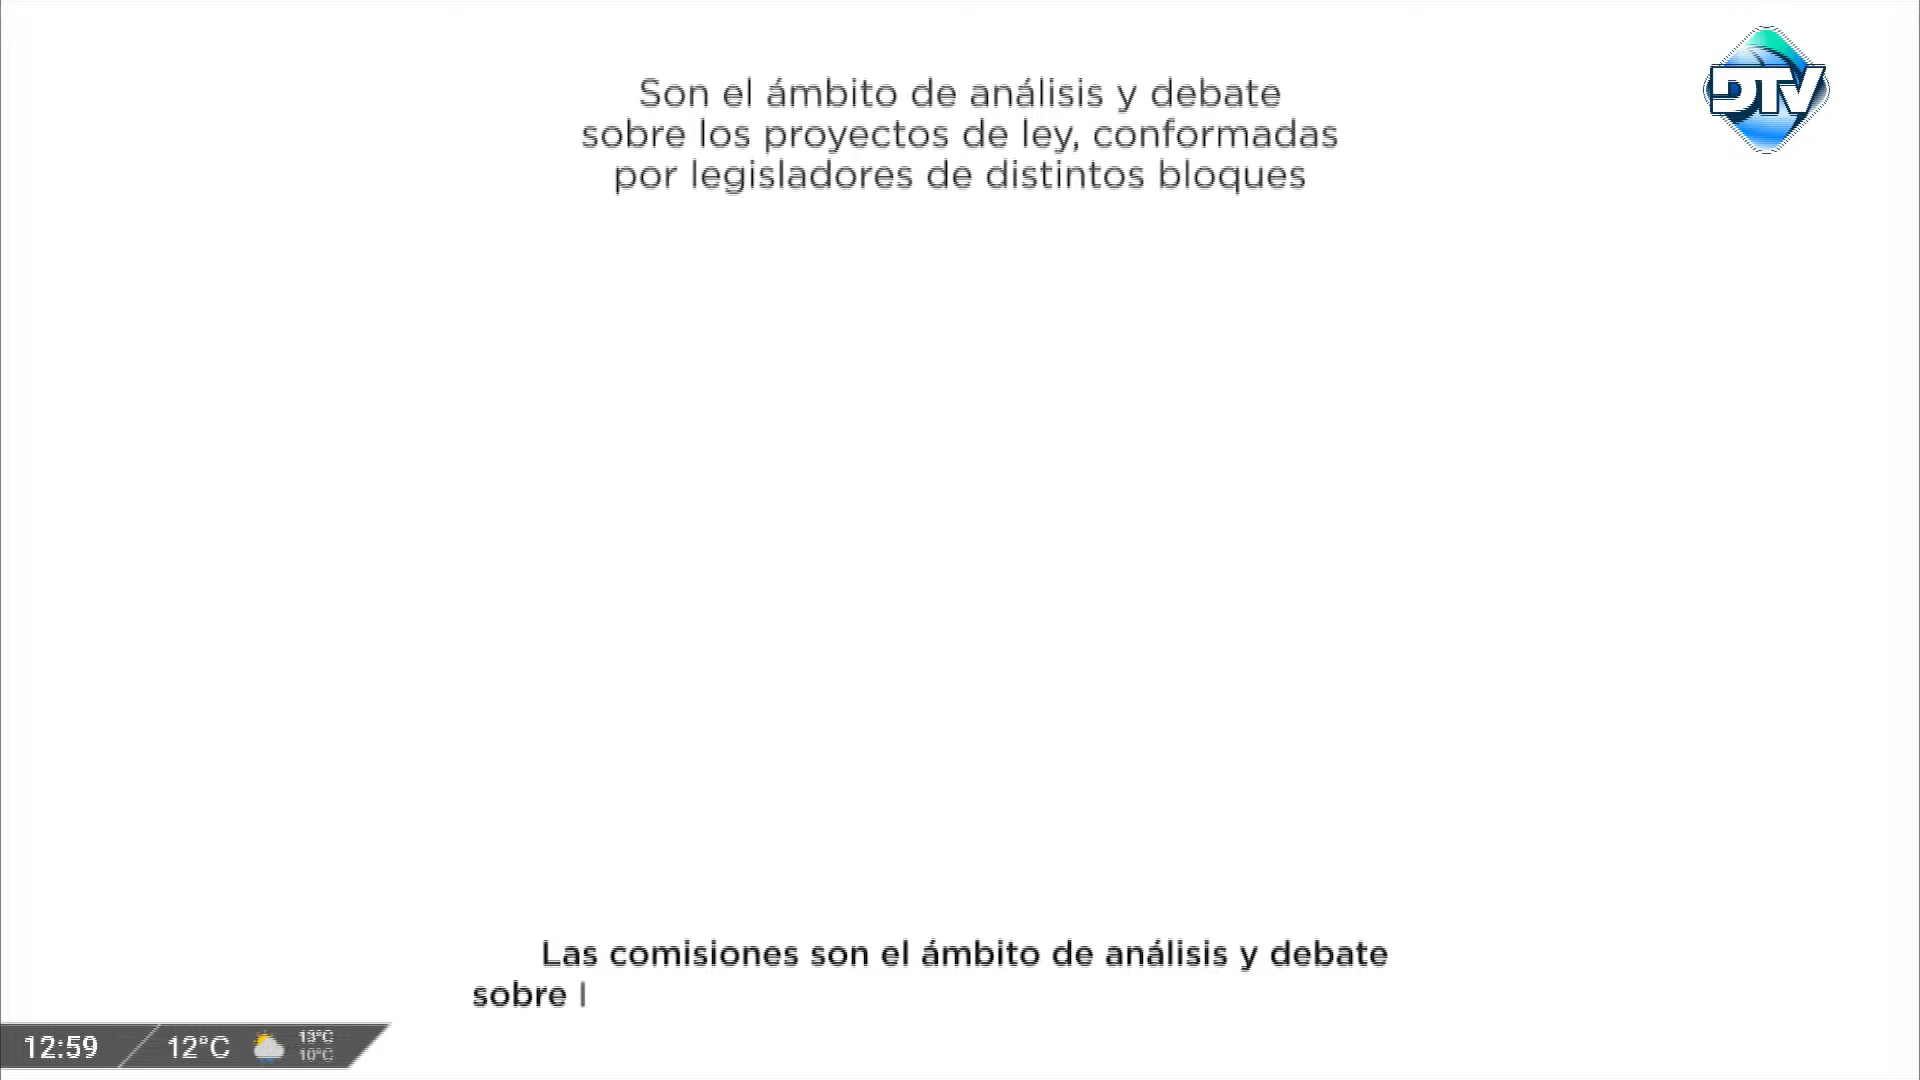 DTV
Son el ámbito de análisis y debate
sobre los proyectos de ley, conformadas
por legisladores de distintos bloques
Las comisiones son el ámbito de análisis y debate
sobre l
12:59
12°C
13°C
10°C